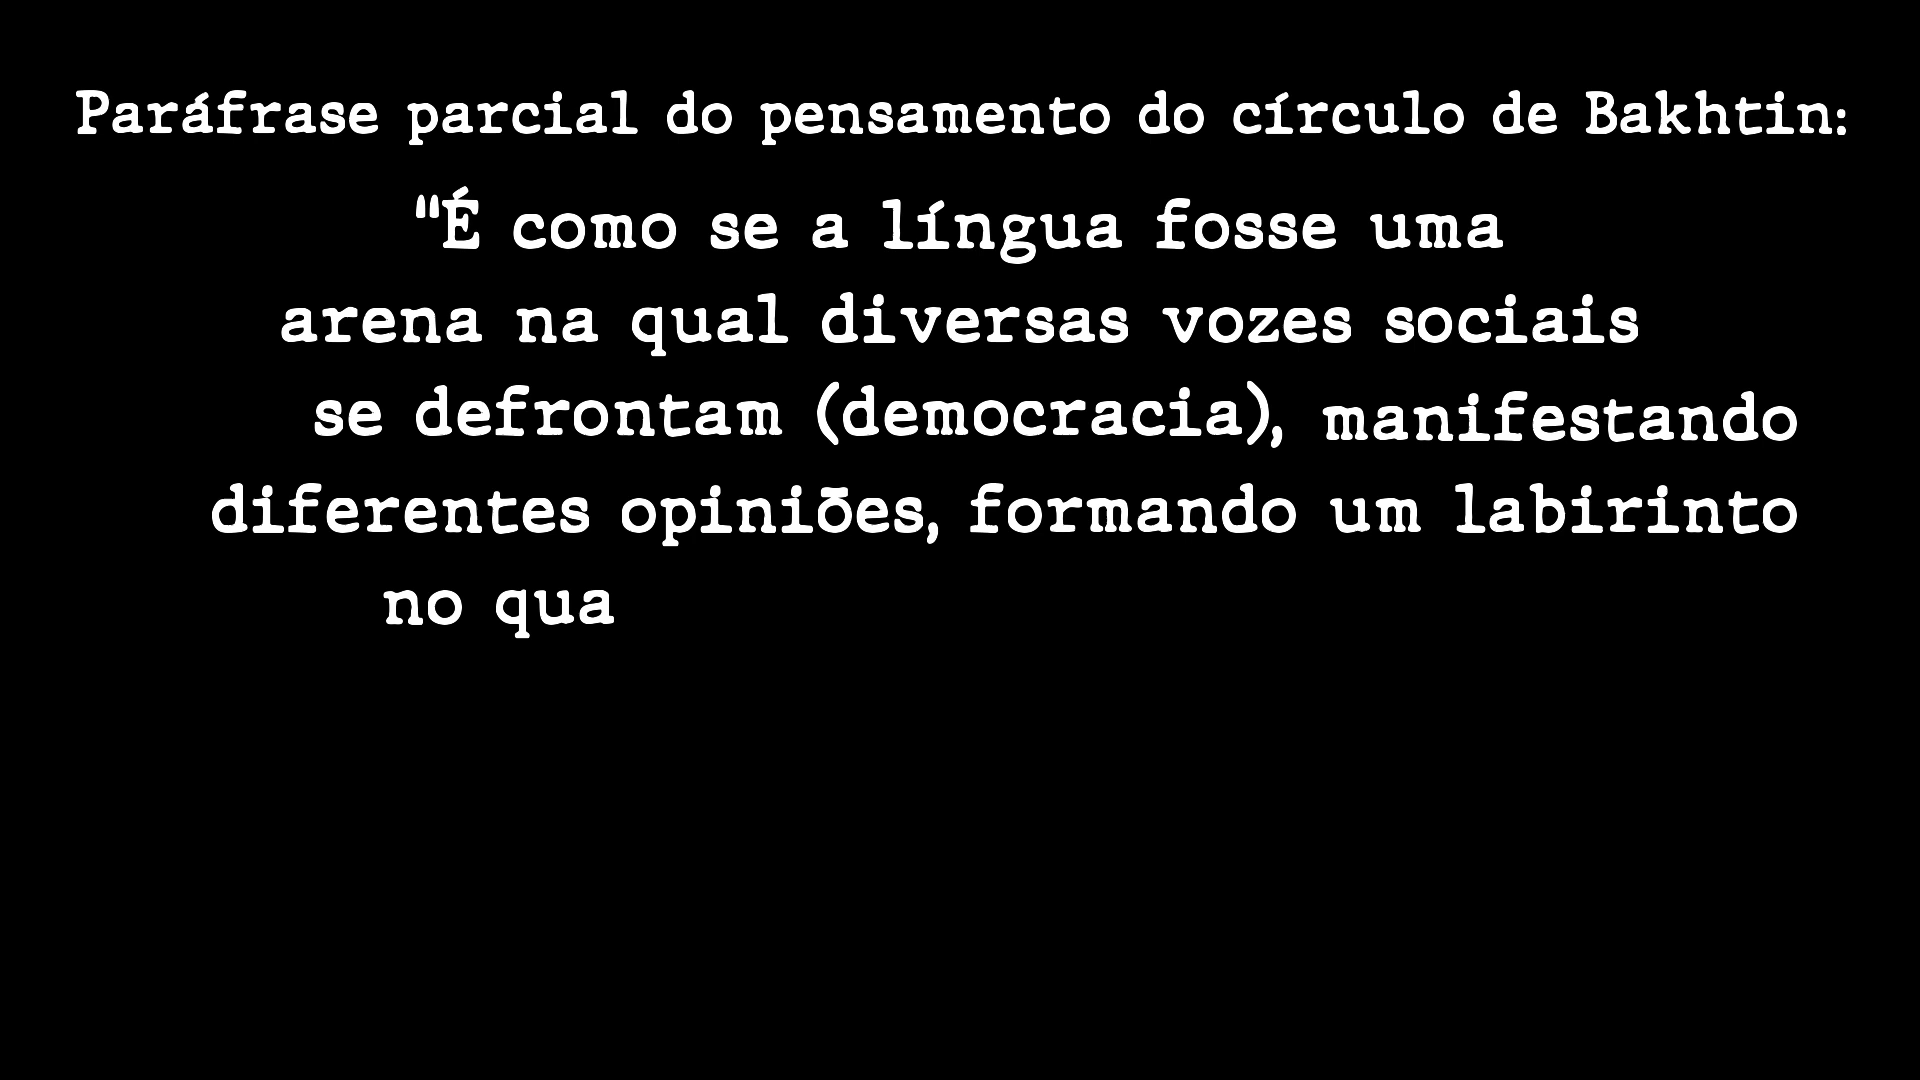 Paráfrase parcial do pensamento do círculo de Bakhtin:
"É como se a língua fosse uma
arena na qual diversas vozes sociais
se defrontam (democracia), manifestando
diferentes opiniões, formando um labirinto
no qua